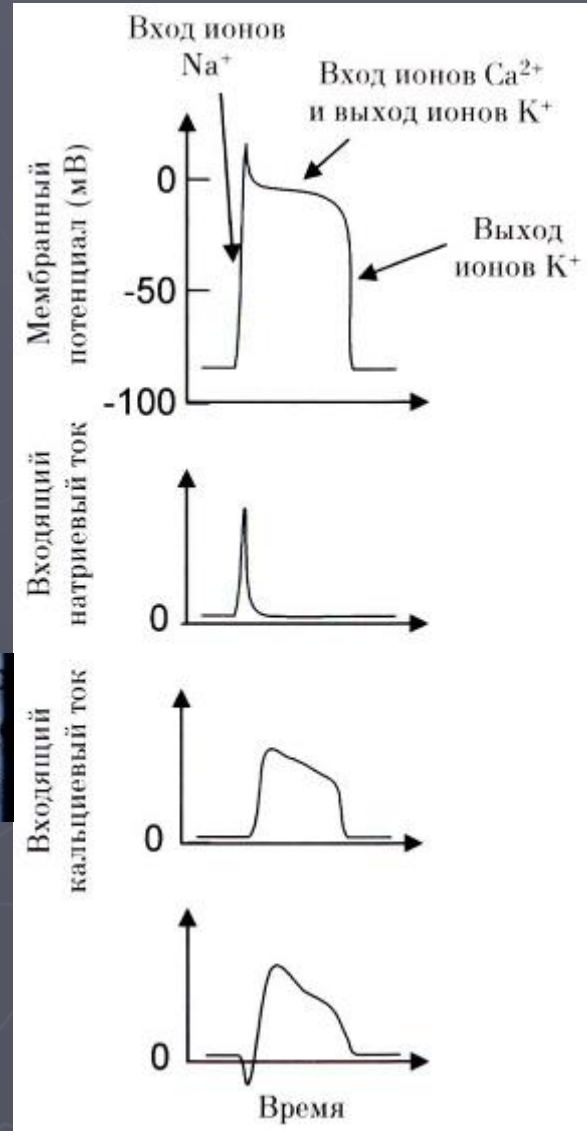 Вход ионов
Na⁺
Вход ионов Ca²⁺
и выход ионов K⁺
Мембранный
потенциал (мВ)
0
-50
-100
Выход
ионов K⁺
Входящий
натриевый ток
0
Входящий
кальциевый ток
0
0
Время